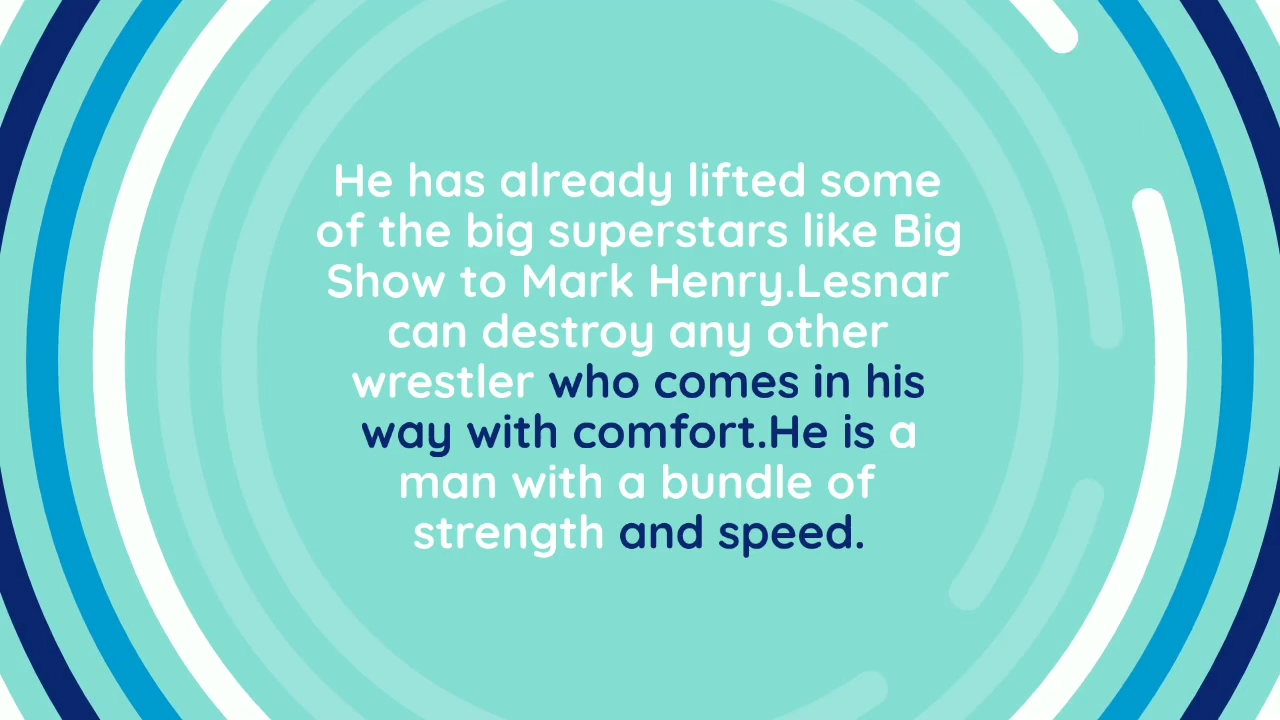 He has already lifted some
of the big superstars like Big
Show to Mark Henry.Lesnar
can destroy any other
wrestler who comes in his
way with comfort.He is a
man with a bundle of
strength and speed.